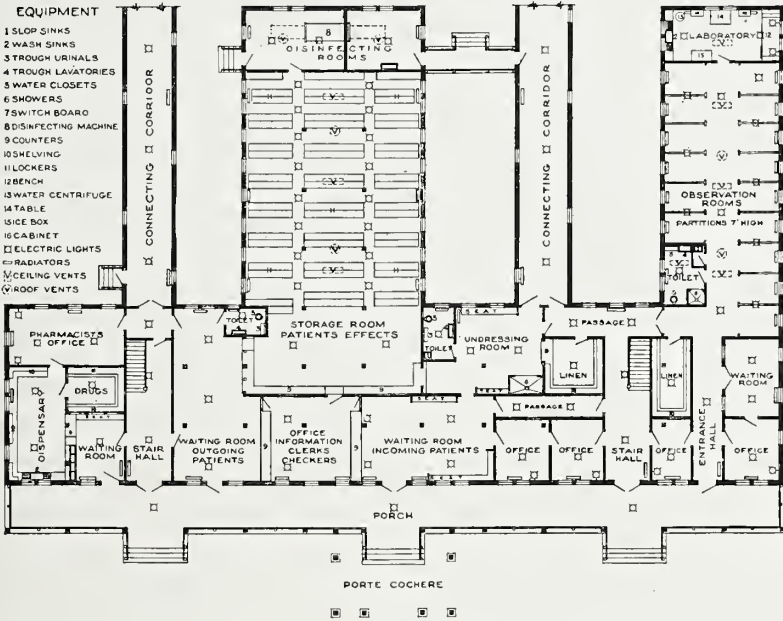 EQUIPMENT
1 SLOP SINKS
2 WASH SINKS
3 TROUGH URINALS
4 TROUGH LAVATORIES
5 WATER CLOSETS
6 SHOWERS
7 SWITCH BOARD
8 DISINFECTING MACHINE
9 COUNTERS
10 SHELVING
11 LOCKERS
12 BENCH
13 WATER CENTRIFUGE
14 TABLE
15 ICE BOX
16 CABINET
ELECTRIC LIGHTS
RADIATORS
CEILING VENTS
ROOF VENTS
CONNECTING CORRIDOR
8
DISINFECTING
ROOMS
CONNECTING CORRIDOR
LABORATORY
OBSERVATION
ROOMS
PARTITIONS 7' HIGH
TOILET
PHARMACISTS
OFFICE
TOILET
STORAGE ROOM
PATIENTS EFFECTS
TOILET
SEAT
UNDRESSING
ROOM
SEAT
PASSAGE
LINEN
LINEN
WAITING
ROOM
DISPENSARY
DRUGS
SEAT
WAITING
ROOM
STAIR
HALL
WAITING ROOM
OUTGOING
PATIENTS
OFFICE
INFORMATION
CLERKS
CHECKERS
SEAT
WAITING ROOM
INCOMING PATIENTS
SEAT
PASSAGE
OFFICE
OFFICE
STAIR
HALL
OFFICE
ENTRANCE
HALL
OFFICE
PORCH
PORTE COCHERE